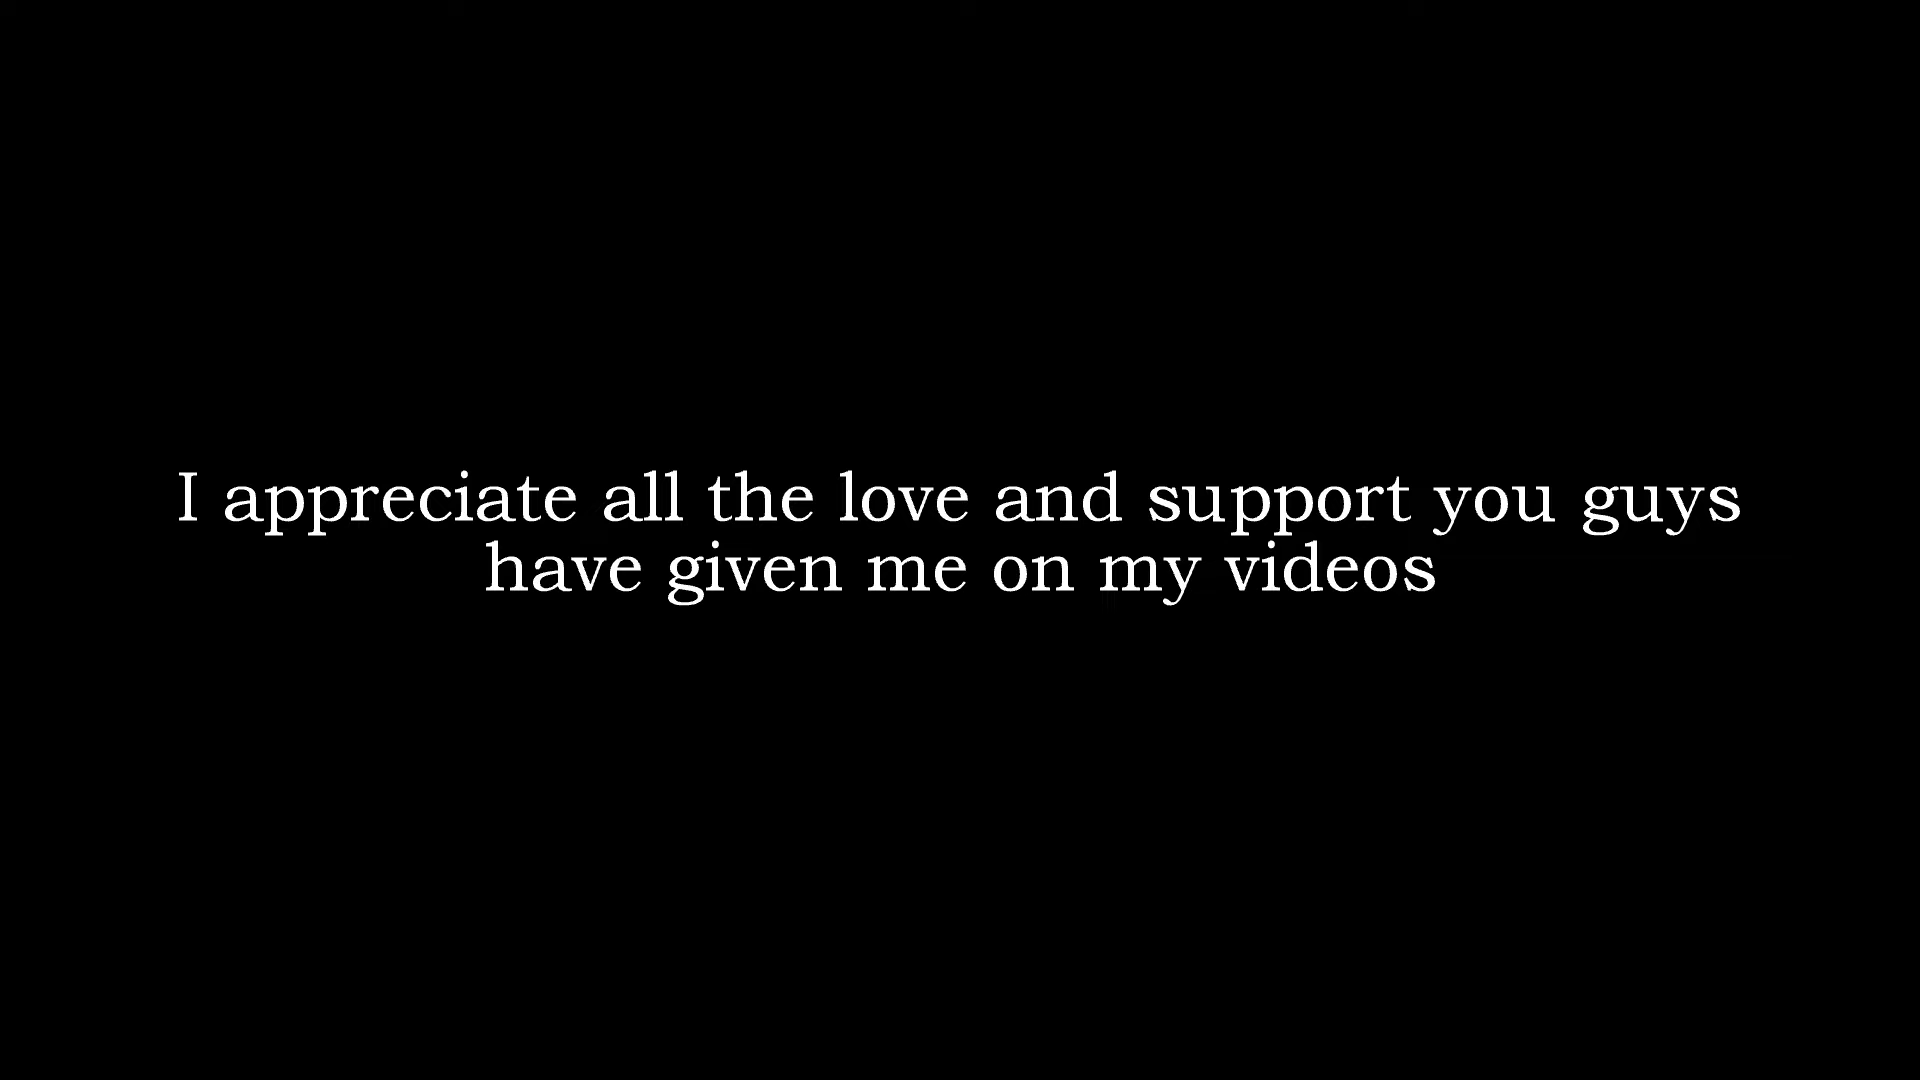 I appreciate all the love and support you guys
have given me on my videos